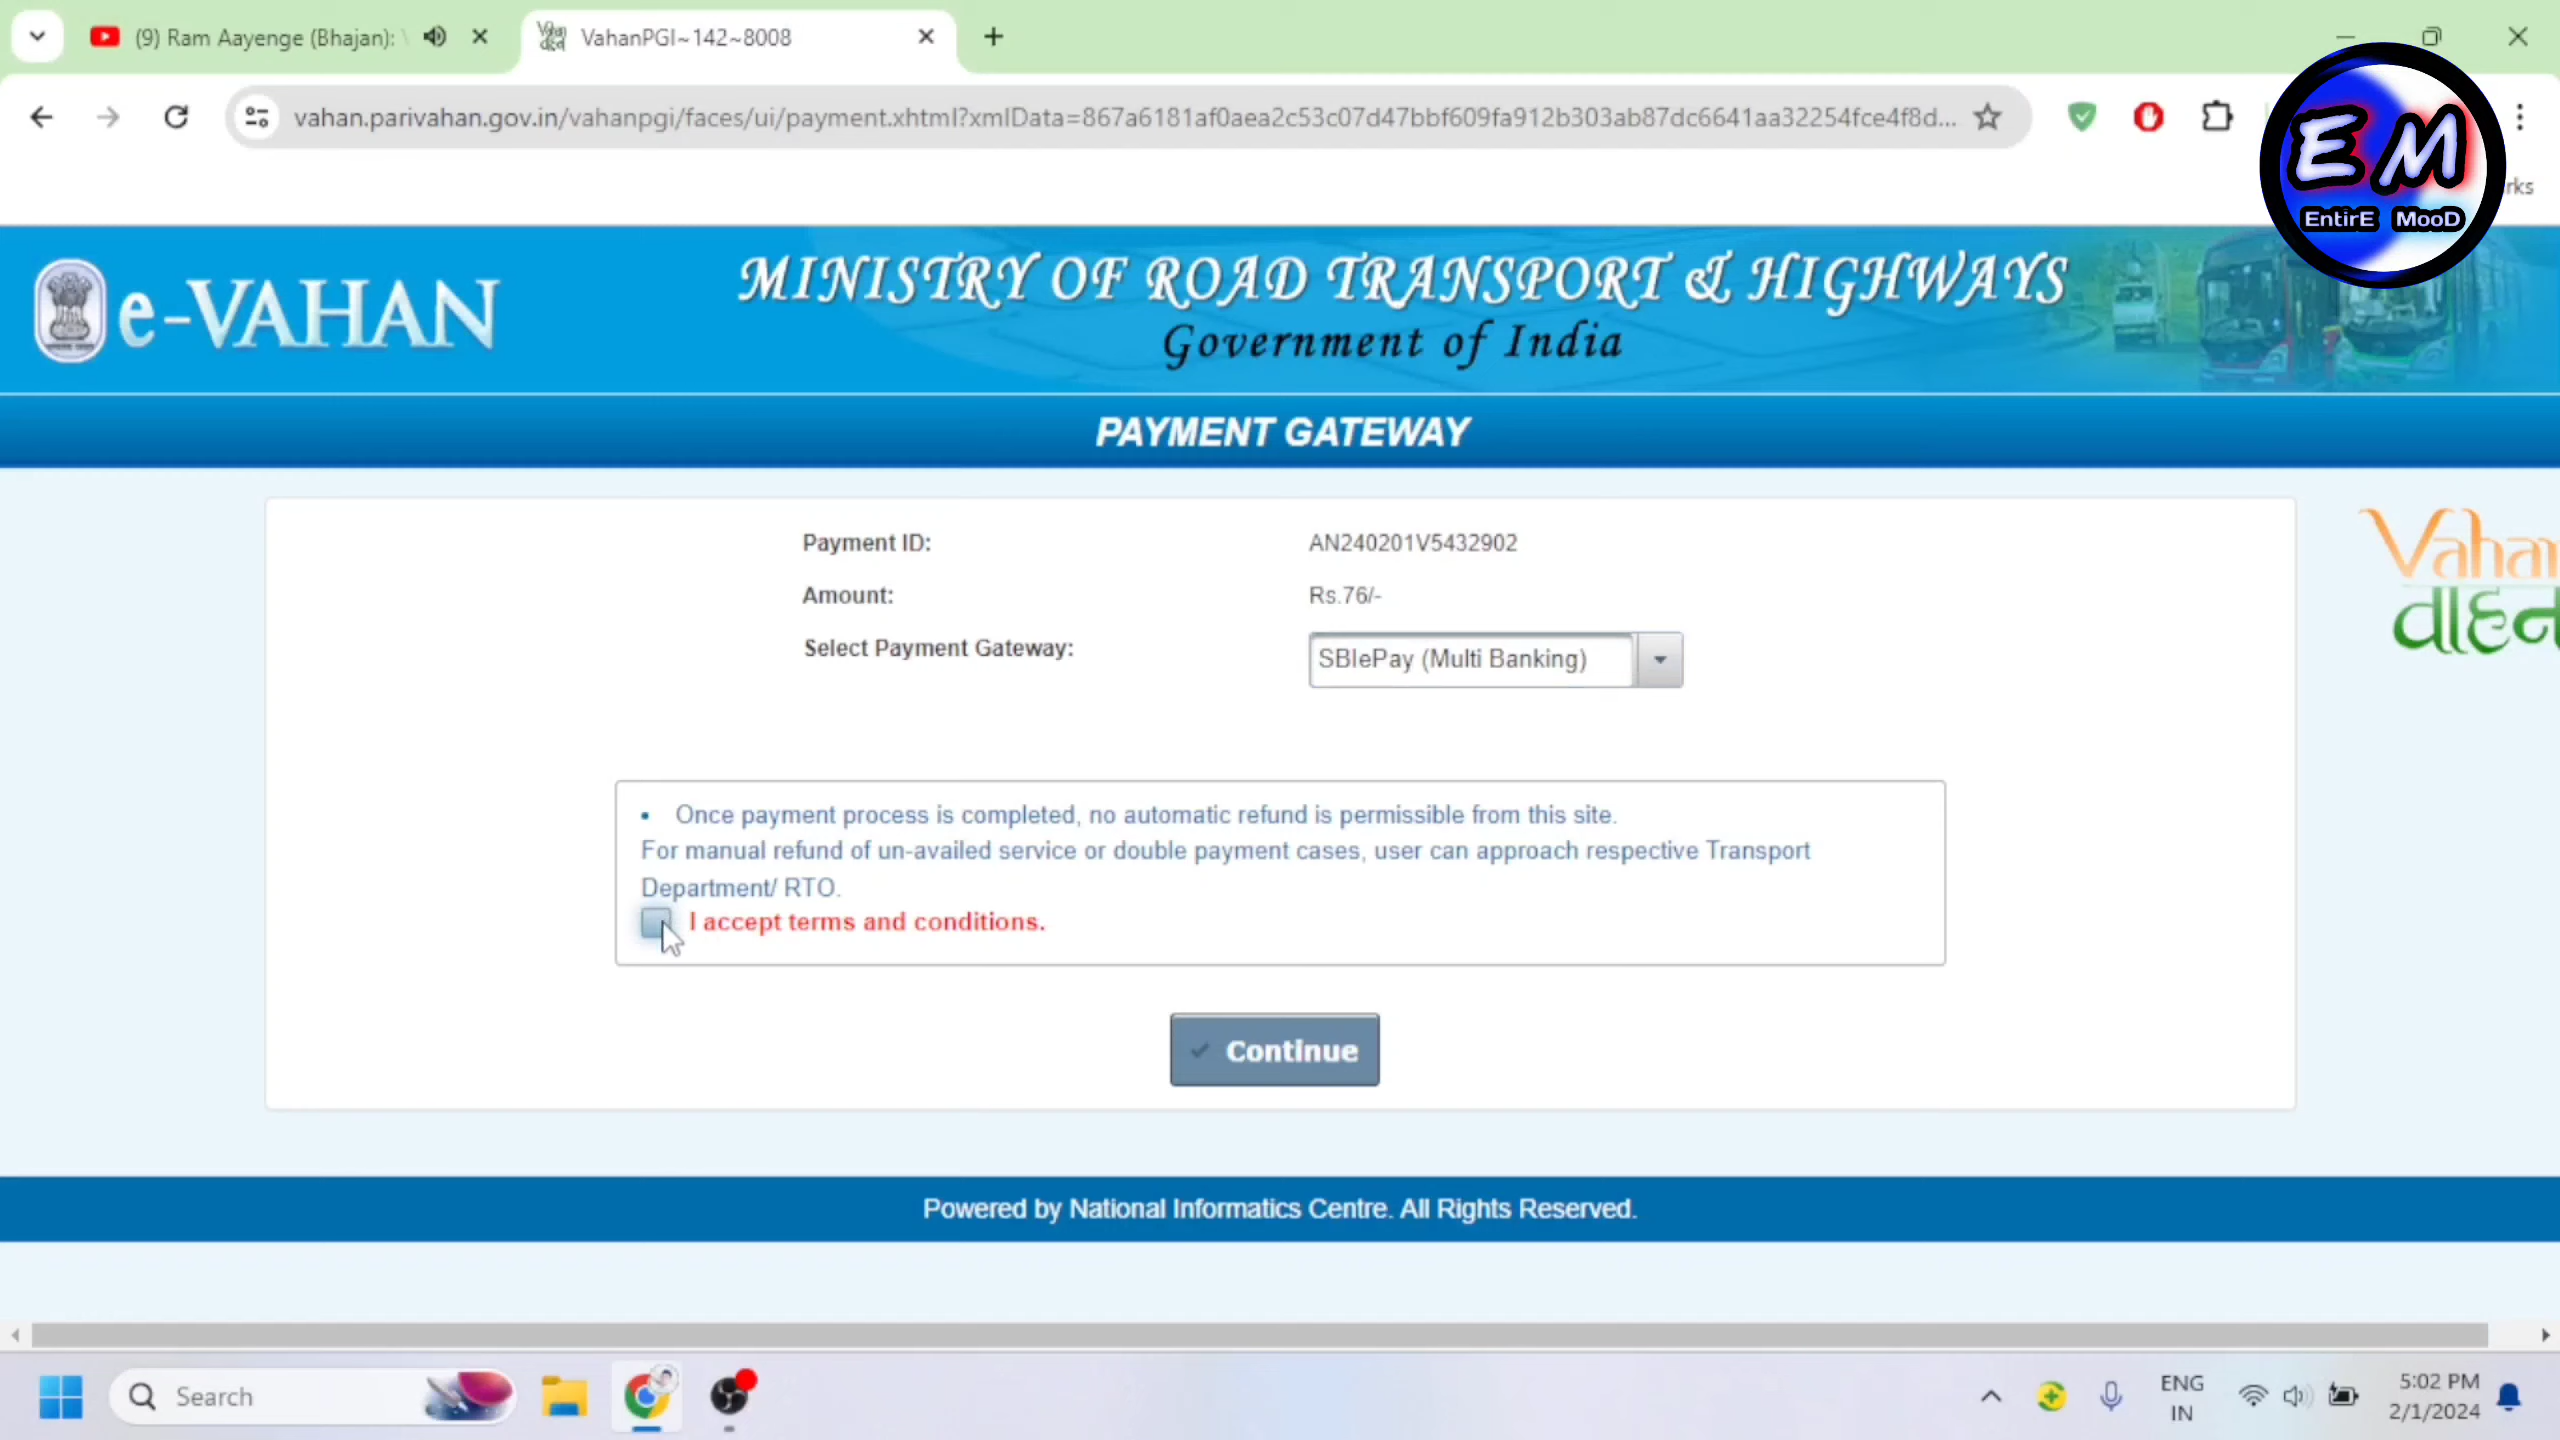 (9) Ram Aayenge (Bhajan):
VahanPGI~142~8008
vahan.parivahan.gov.in/vahanpgi/faces/ui/payment.xhtml?xmlData=867a6181af0aea2c53c07d47bbf609fa912b303ab87dc6641aa32254fce4f8d...
EM
EntirE MooD
rks
e-VAHAN
MINISTRY OF ROAD TRANSPORT & HIGHWAYS
Government of India
PAYMENT GATEWAY
Payment ID: AN240201V5432902
Amount: Rs.76/-
Select Payment Gateway: SBIePay (Multi Banking)
Vahan
वाहन
• Once payment process is completed, no automatic refund is permissible from this site.
For manual refund of un-availed service or double payment cases, user can approach respective Transport
Department/ RTO.
I accept terms and conditions.
Continue
Powered by National Informatics Centre. All Rights Reserved.
Search
ENG
IN
5:02 PM
2/1/2024